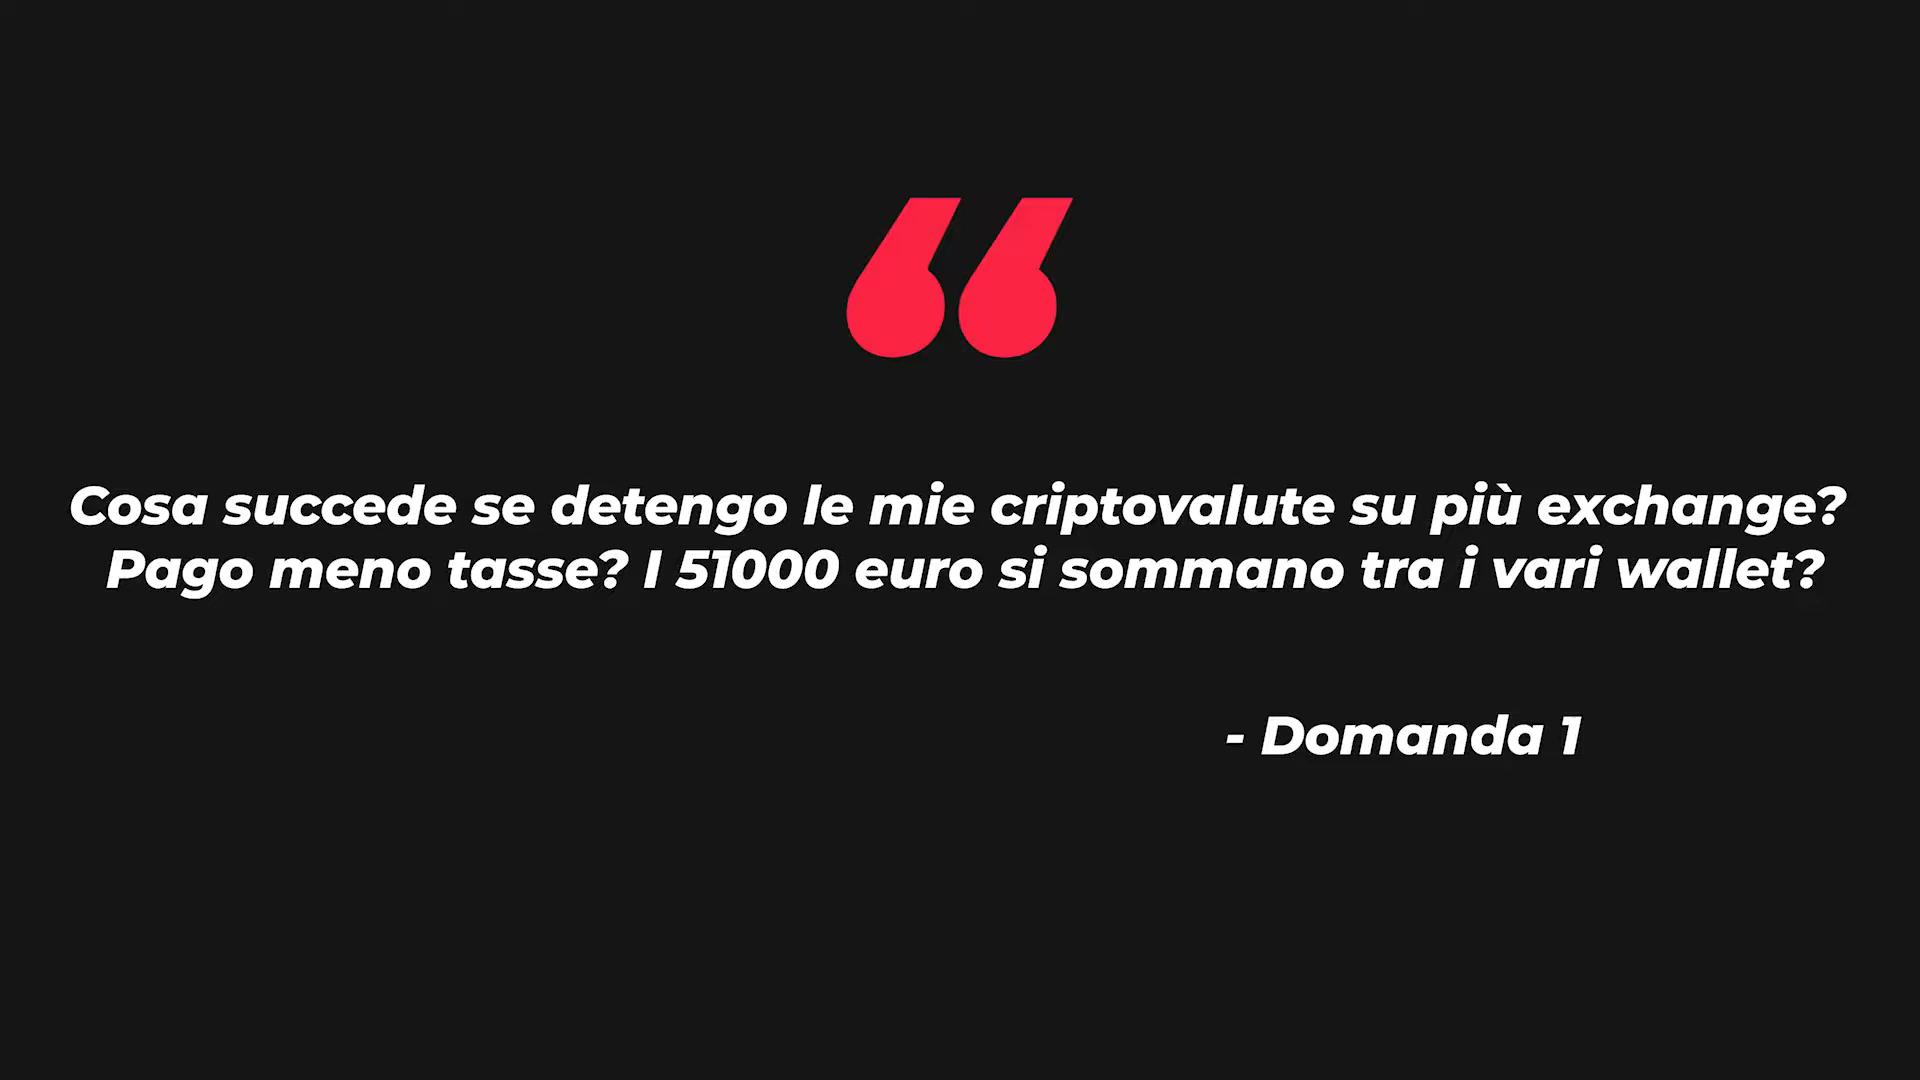 “
Cosa succede se detengo le mie criptovalute su più exchange?
Pago meno tasse? I 51000 euro si sommano tra i vari wallet?
- Domanda 1